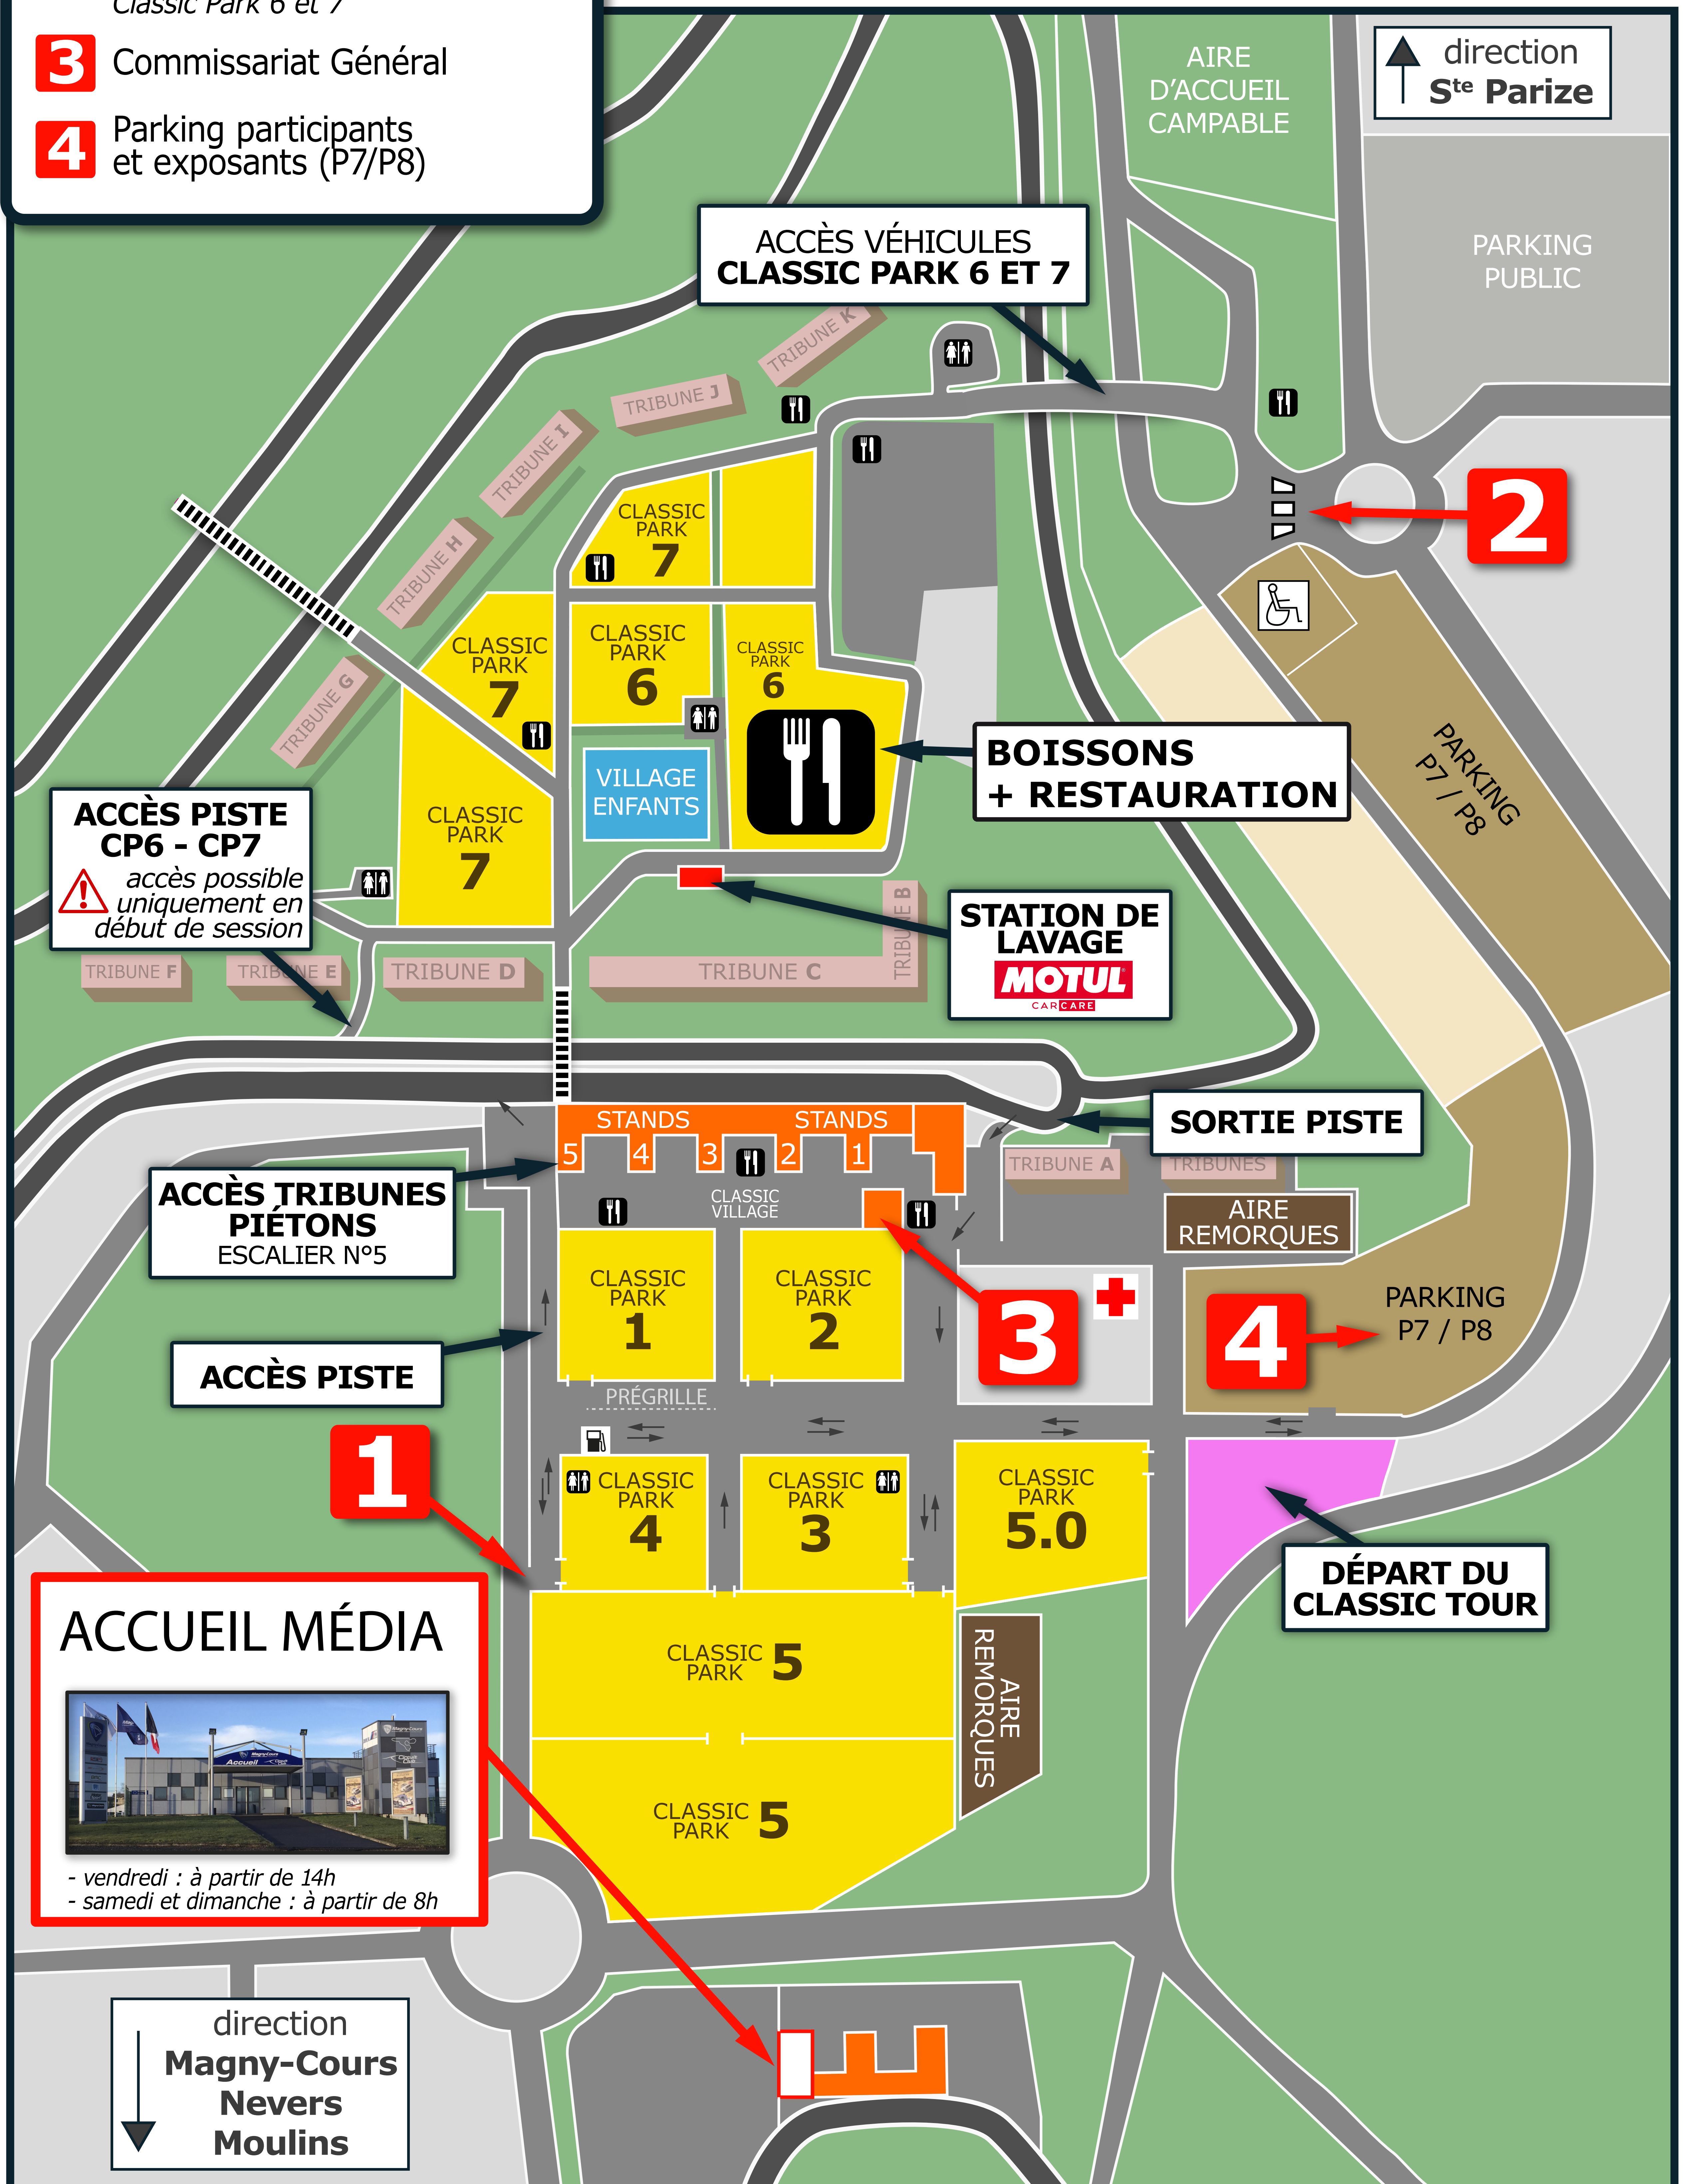 Classic Park 6 et 7
3 Commissariat Général
4 Parking participants
et exposants (P7/P8)
AIRE
D'ACCUEIL
CAMPABLE
direction
Ste Parize
PARKING
PUBLIC
ACCÈS VÉHICULES
CLASSIC PARK 6 ET 7
TRIBUNE K
TRIBUNE J
TRIBUNE I
TRIBUNE H
TRIBUNE G
2
CLASSIC
PARK
7
CLASSIC
PARK
7
CLASSIC
PARK
6
CLASSIC
PARK
6
BOISSONS
+ RESTAURATION
PARKING
P7 / P8
VILLAGE
ENFANTS
CLASSIC
PARK
7
ACCÈS PISTE
CP6 - CP7
accès possible
uniquement en
début de session
STATION DE
LAVAGE
MOTUL
CARCARE
TRIBUNE B
TRIBUNE F
TRIBUNE E
TRIBUNE D
TRIBUNE C
SORTIE PISTE
STANDS
STANDS
5
4
3
2
1
CLASSIC
VILLAGE
TRIBUNE A
TRIBUNES
ACCÈS TRIBUNES
PIÉTONS
ESCALIER N°5
AIRE
REMORQUES
CLASSIC
PARK
1
CLASSIC
PARK
2
3
4
PARKING
P7 / P8
ACCÈS PISTE
PRÉGRILLE
1
CLASSIC
PARK
4
CLASSIC
PARK
3
CLASSIC
PARK
5.0
DÉPART DU
CLASSIC TOUR
ACCUEIL MÉDIA
Magny-Cours
Accueil
Magny-Cours
- vendredi : à partir de 14h
- samedi et dimanche : à partir de 8h
CLASSIC
PARK 5
AIRE
REMORQUES
CLASSIC
PARK 5
direction
Magny-Cours
Nevers
Moulins